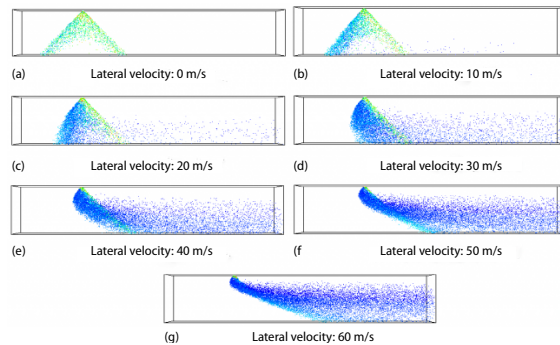 (a) Lateral velocity: 0 m/s
(b) Lateral velocity: 10 m/s
(c) Lateral velocity: 20 m/s
(d) Lateral velocity: 30 m/s
(e) Lateral velocity: 40 m/s
(f) Lateral velocity: 50 m/s
(g) Lateral velocity: 60 m/s